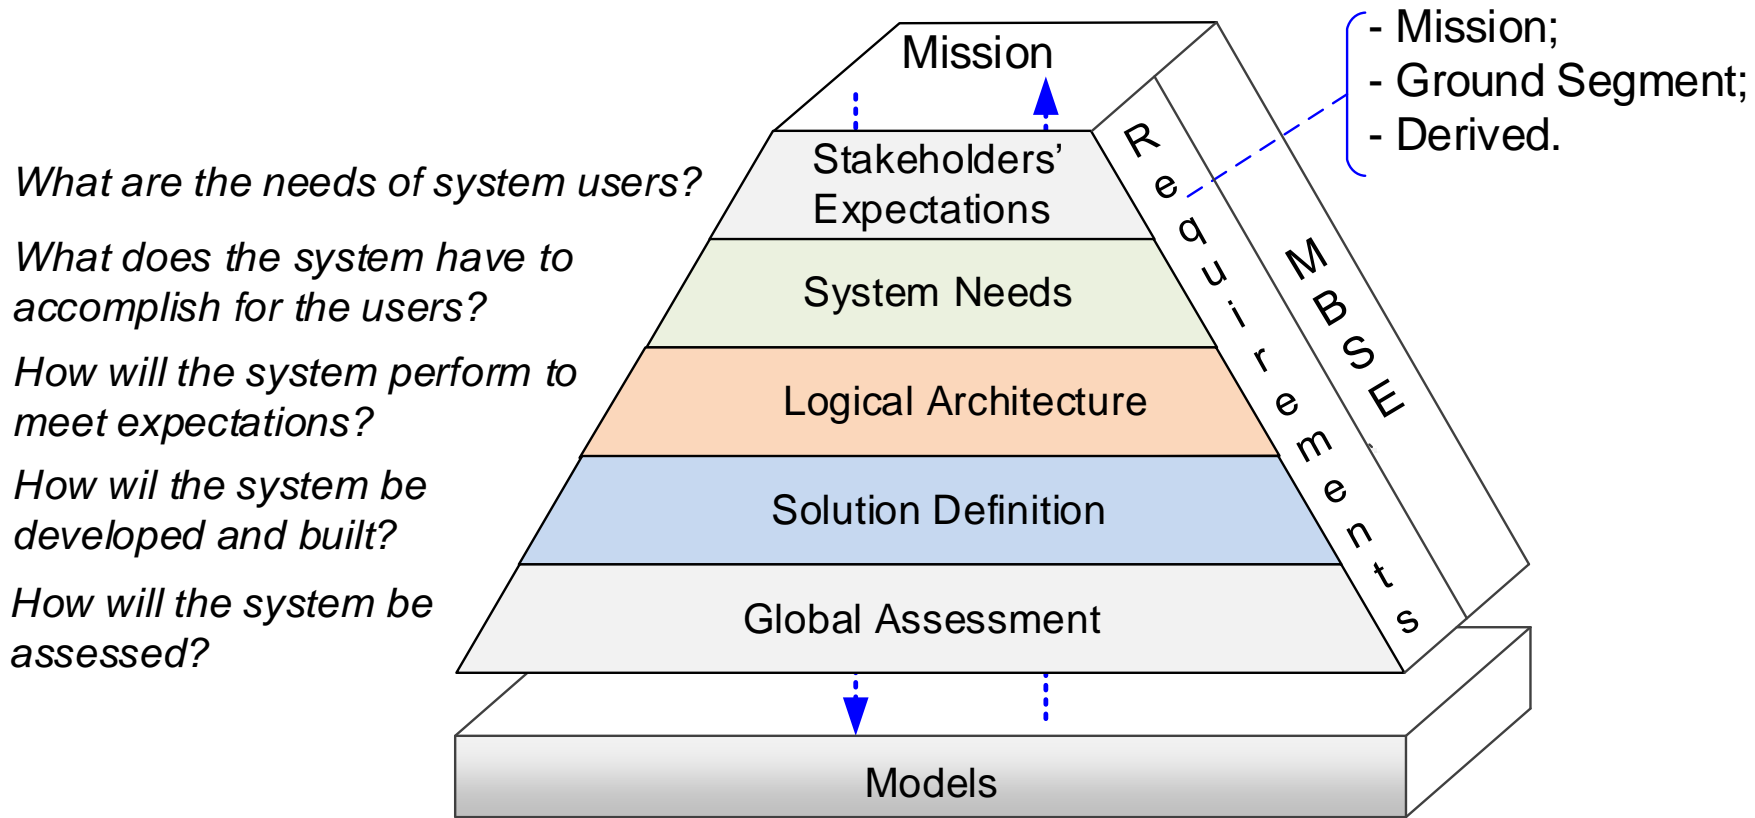 Mission
- Mission;
- Ground Segment;
- Derived.
What are the needs of system users?
Stakeholders’
Expectations
What does the system have to
accomplish for the users?
System Needs
How will the system perform to
meet expectations?
Logical Architecture
How wil the system be
developed and built?
Solution Definition
How will the system be
assessed?
Global Assessment
Requirements
MBSE
Models